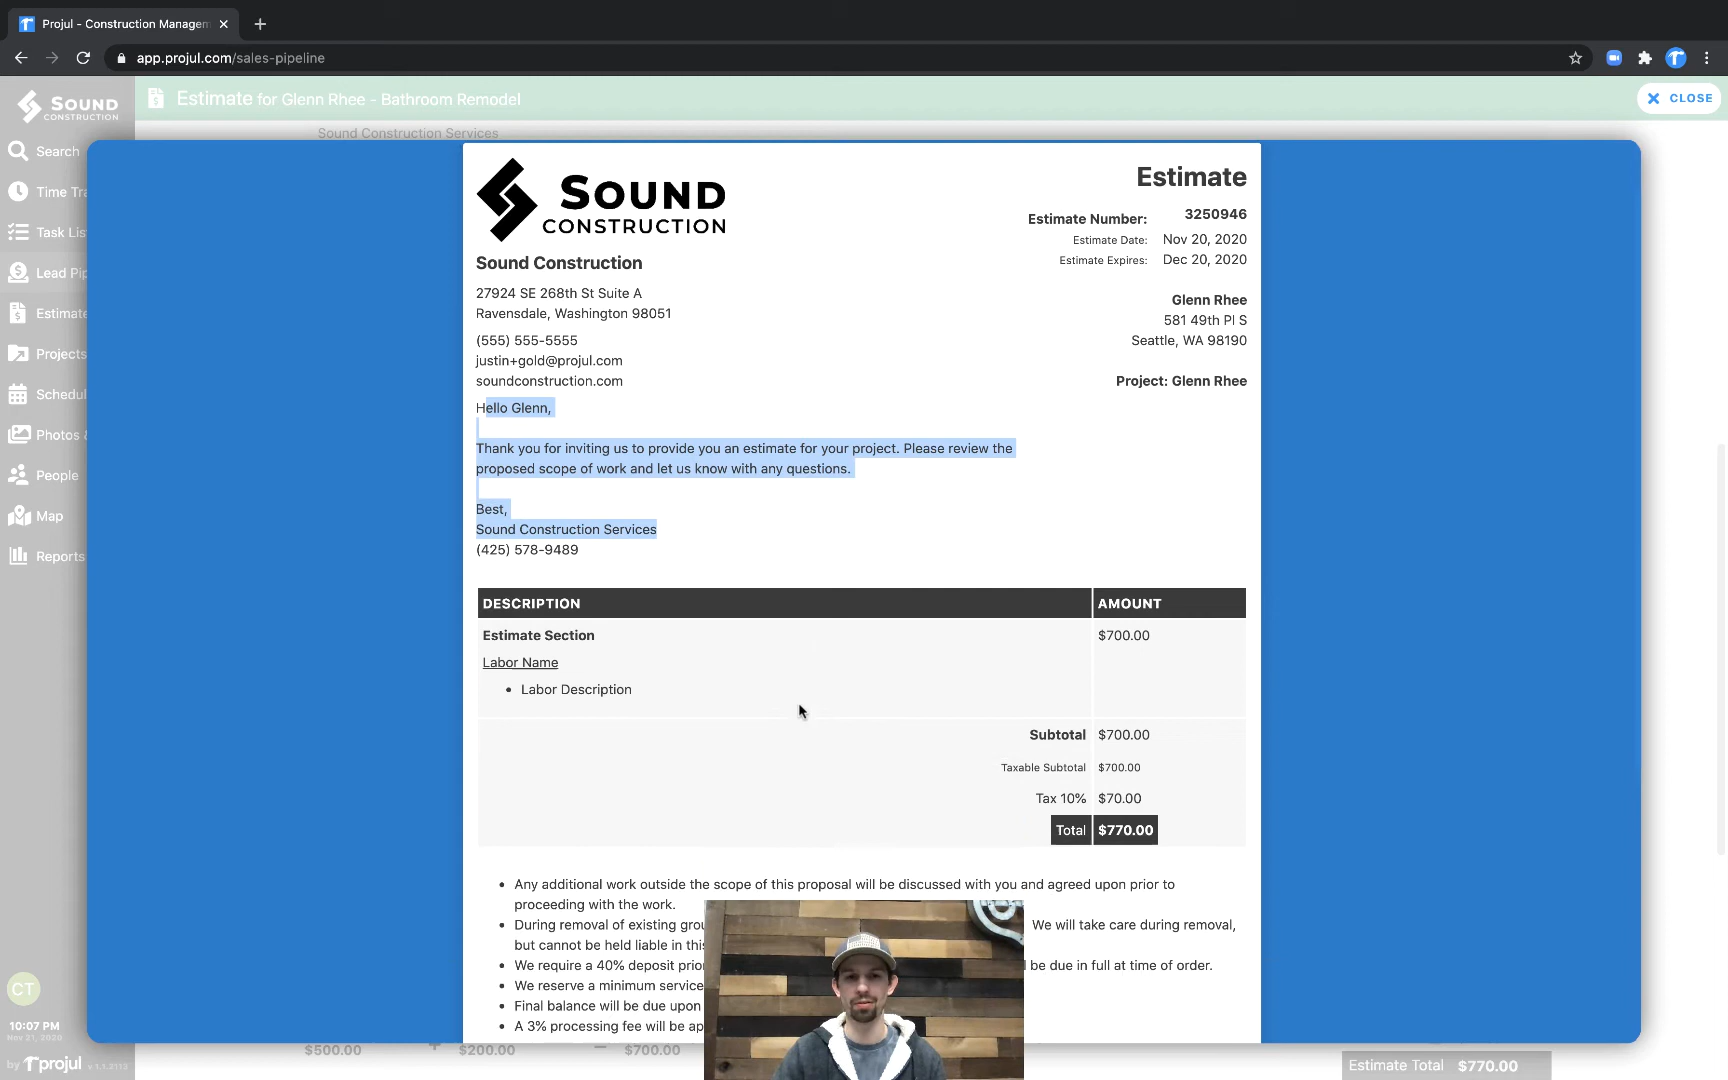 Projul - Construction Managem
app.projul.com/sales-pipeline
SOUND
CONSTRUCTION
Estimate for Glenn Rhee - Bathroom Remodel
CLOSE
Sound Construction Services
Search
Time Tra
Task Lis
Lead Pip
Estimate
Projects
Schedul
Photos &
People
Map
Reports
CT
10:07 PM
Nov 21, 2020
by projul v 1.1.2113
SOUND
CONSTRUCTION
Estimate
Estimate Number: 3250946
Estimate Date: Nov 20, 2020
Estimate Expires: Dec 20, 2020
Sound Construction
27924 SE 268th St Suite A
Ravensdale, Washington 98051
(555) 555-5555
justin+gold@projul.com
soundconstruction.com
Glenn Rhee
581 49th Pl S
Seattle, WA 98190
Project: Glenn Rhee
Hello Glenn,
Thank you for inviting us to provide you an estimate for your project. Please review the
proposed scope of work and let us know with any questions.
Best,
Sound Construction Services
(425) 578-9489
DESCRIPTION AMOUNT
Estimate Section $700.00
Labor Name
• Labor Description
Subtotal $700.00
Taxable Subtotal $700.00
Tax 10% $70.00
Total $770.00
• Any additional work outside the scope of this proposal will be discussed with you and agreed upon prior to
proceeding with the work.
• During removal of existing grou We will take care during removal,
but cannot be held liable in this
• We require a 40% deposit prio be due in full at time of order.
• We reserve a minimum service
• Final balance will be due upon
• A 3% processing fee will be ap
$500.00 + $200.00 − $700.00
Estimate Total $770.00